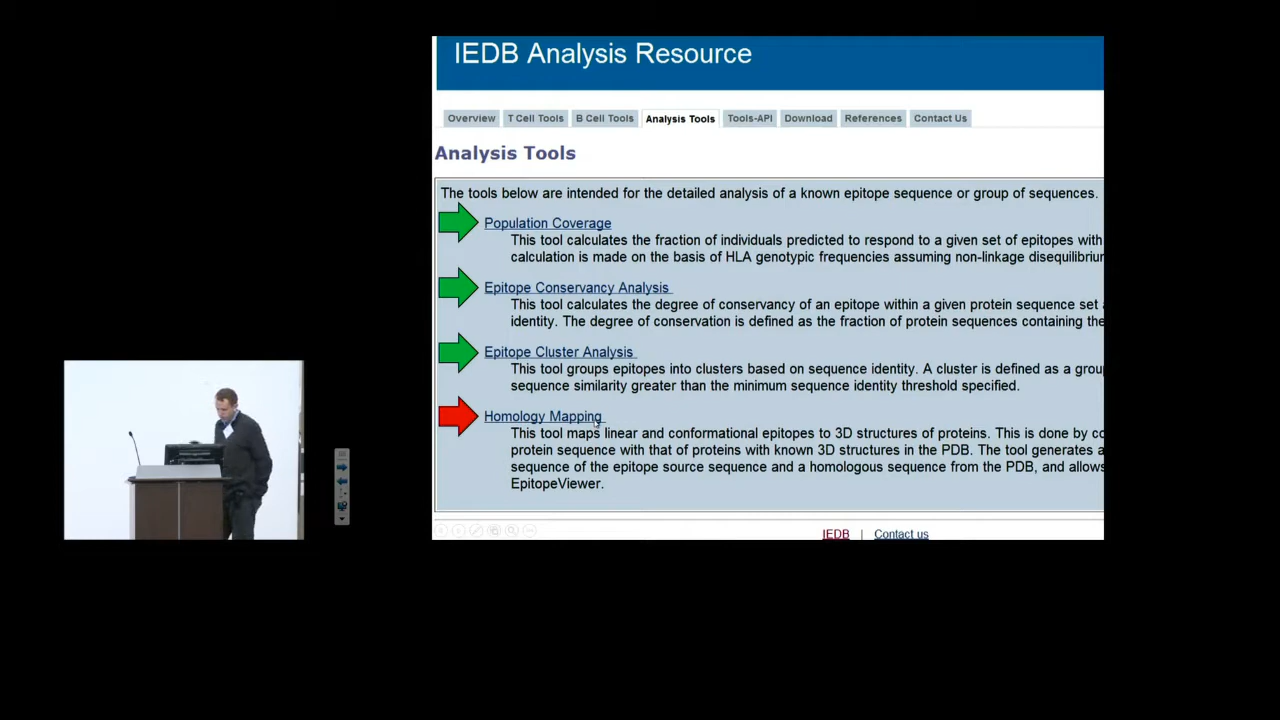 IEDB Analysis Resource
Overview T Cell Tools B Cell Tools Analysis Tools Tools-API Download References Contact Us
Analysis Tools
The tools below are intended for the detailed analysis of a known epitope sequence or group of sequences.
Population Coverage
This tool calculates the fraction of individuals predicted to respond to a given set of epitopes with
calculation is made on the basis of HLA genotypic frequencies assuming non-linkage disequilibrium
Epitope Conservancy Analysis
This tool calculates the degree of conservancy of an epitope within a given protein sequence set
identity. The degree of conservation is defined as the fraction of protein sequences containing the
Epitope Cluster Analysis
This tool groups epitopes into clusters based on sequence identity. A cluster is defined as a grou
sequence similarity greater than the minimum sequence identity threshold specified.
Homology Mapping
This tool maps linear and conformational epitopes to 3D structures of proteins. This is done by co
protein sequence with that of proteins with known 3D structures in the PDB. The tool generates a
sequence of the epitope source sequence and a homologous sequence from the PDB, and allows
EpitopeViewer.
IEDB | Contact us